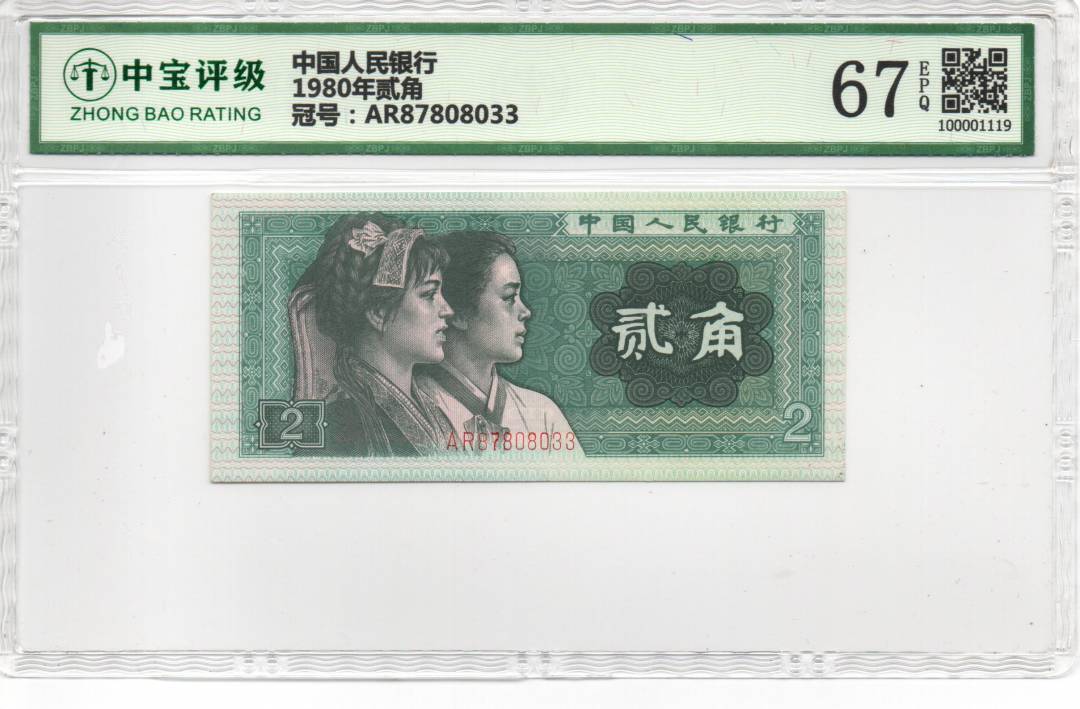 中宝评级
ZHONG BAO RATING
中国人民银行
1980年贰角
冠号：AR87808033
67
EPQ
100001119
中国人民银行
贰角
2
2
AR87808033